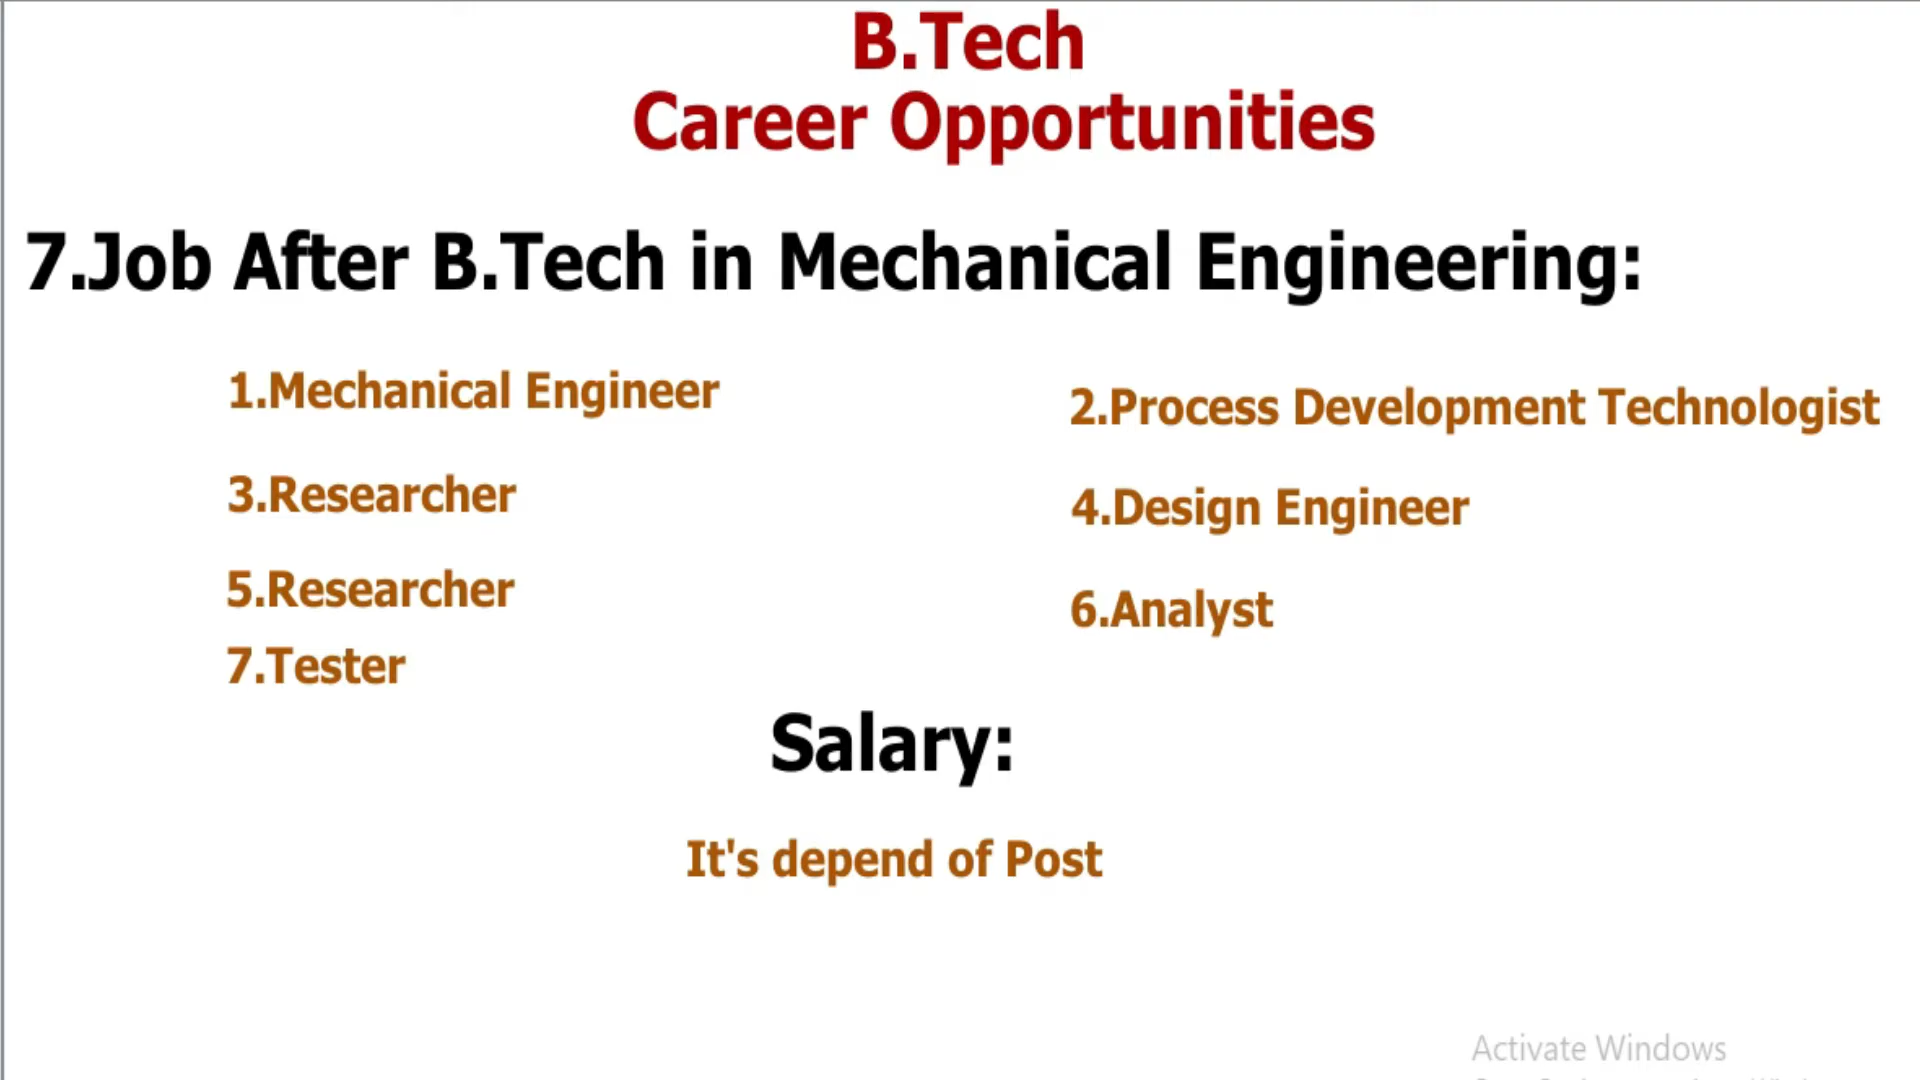 B.Tech
Career Opportunities
7.Job After B.Tech in Mechanical Engineering:
1.Mechanical Engineer
2.Process Development Technologist
3.Researcher
4.Design Engineer
5.Researcher
6.Analyst
7.Tester
Salary:
It's depend of Post
Activate Windows